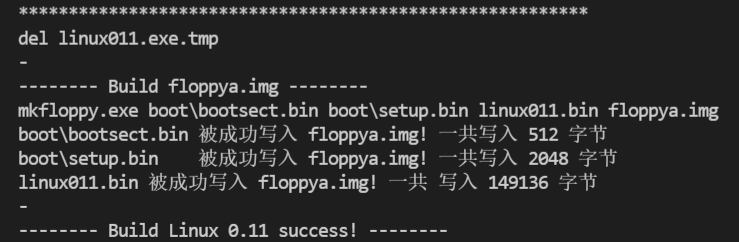 *********************************************************
del linux011.exe.tmp
-
-------- Build floppya.img --------
mkfloppy.exe boot\bootsect.bin boot\setup.bin linux011.bin floppya.img
boot\bootsect.bin 被成功写入 floppya.img! 一共写入 512 字节
boot\setup.bin    被成功写入 floppya.img! 一共写入 2048 字节
linux011.bin 被成功写入 floppya.img! 一共 写入 149136 字节
-
-------- Build Linux 0.11 success! --------